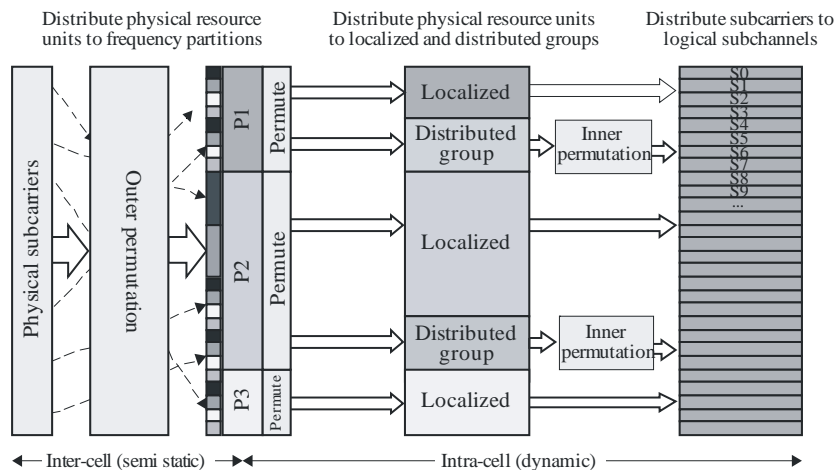 Distribute physical resource
units to frequency partitions
Distribute physical resource units
to localized and distributed groups
Distribute subcarriers to
logical subchannels
Physical subcarriers
Outer permutation
P1
Permute
P2
Permute
P3
Permute
Localized
Distributed
group
Localized
Distributed
group
Localized
Inner
permutation
Inner
permutation
S0
S1
S2
S3
S4
S5
S6
S7
S8
S9
...
Inter-cell (semi static)
Intra-cell (dynamic)